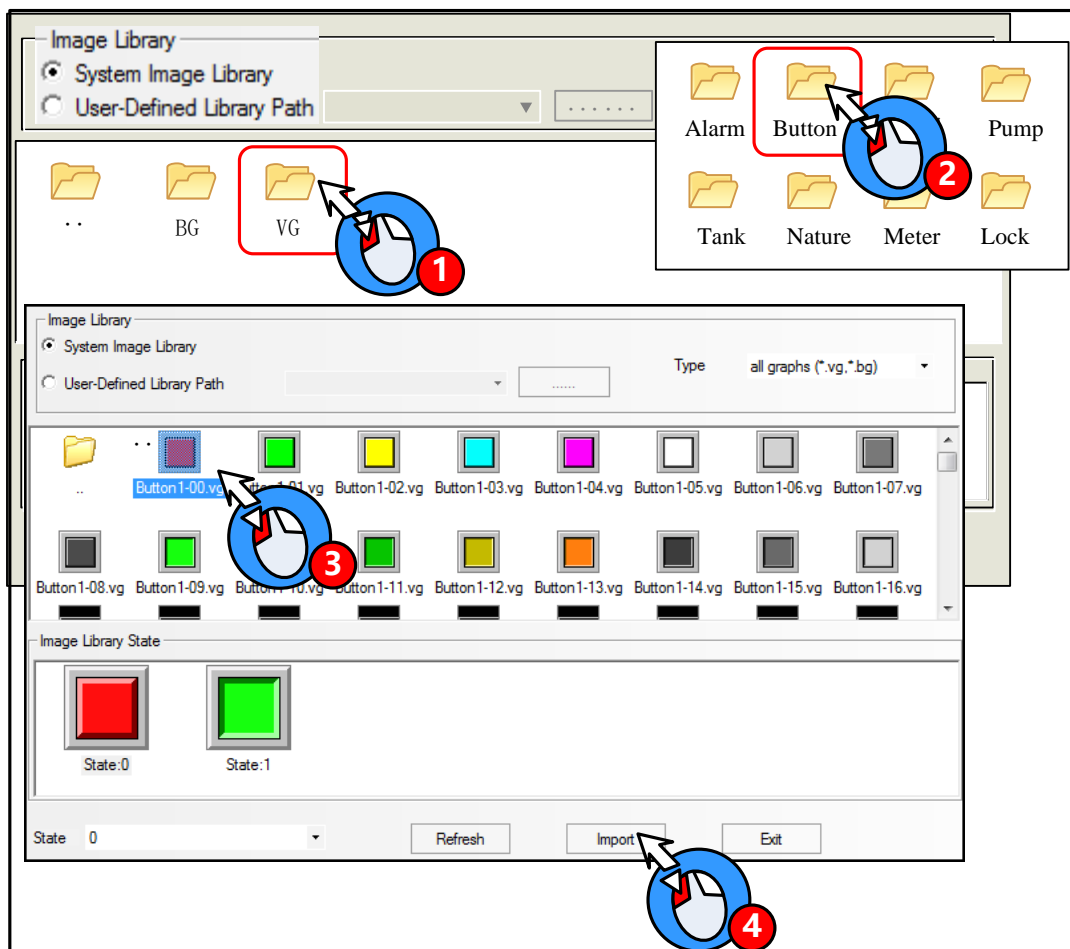 Image Library
System Image Library
User-Defined Library Path
......
Alarm Button Pump
Tank Nature Meter Lock
2
.. BG VG
1
Image Library
System Image Library
User-Defined Library Path
......
Type all graphs (*.vg,*.bg)
.. Button1-00.vg Button1-02.vg Button1-03.vg Button1-04.vg Button1-05.vg Button1-06.vg Button1-07.vg
3
Button1-08.vg Button1-09.vg Button1-11.vg Button1-12.vg Button1-13.vg Button1-14.vg Button1-15.vg Button1-16.vg
Image Library State
State:0 State:1
State 0 Refresh Import Exit
4